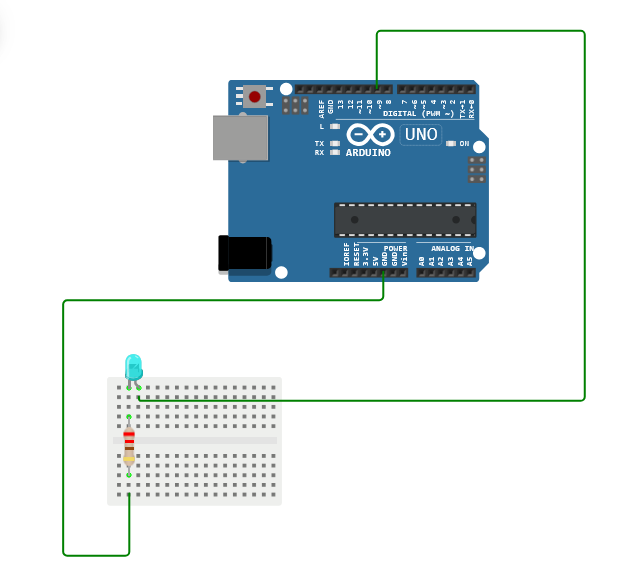 AREF
GND
13
12
~11
~10
~9
8
7
~6
~5
4
~3
2
TX→1
RX←0
DIGITAL (PWM ~)
L
TX
RX
UNO
ON
ARDUINO
IOREF
RESET
3.3V
5V
GND
GND
Vin
POWER
ANALOG IN
A0
A1
A2
A3
A4
A5